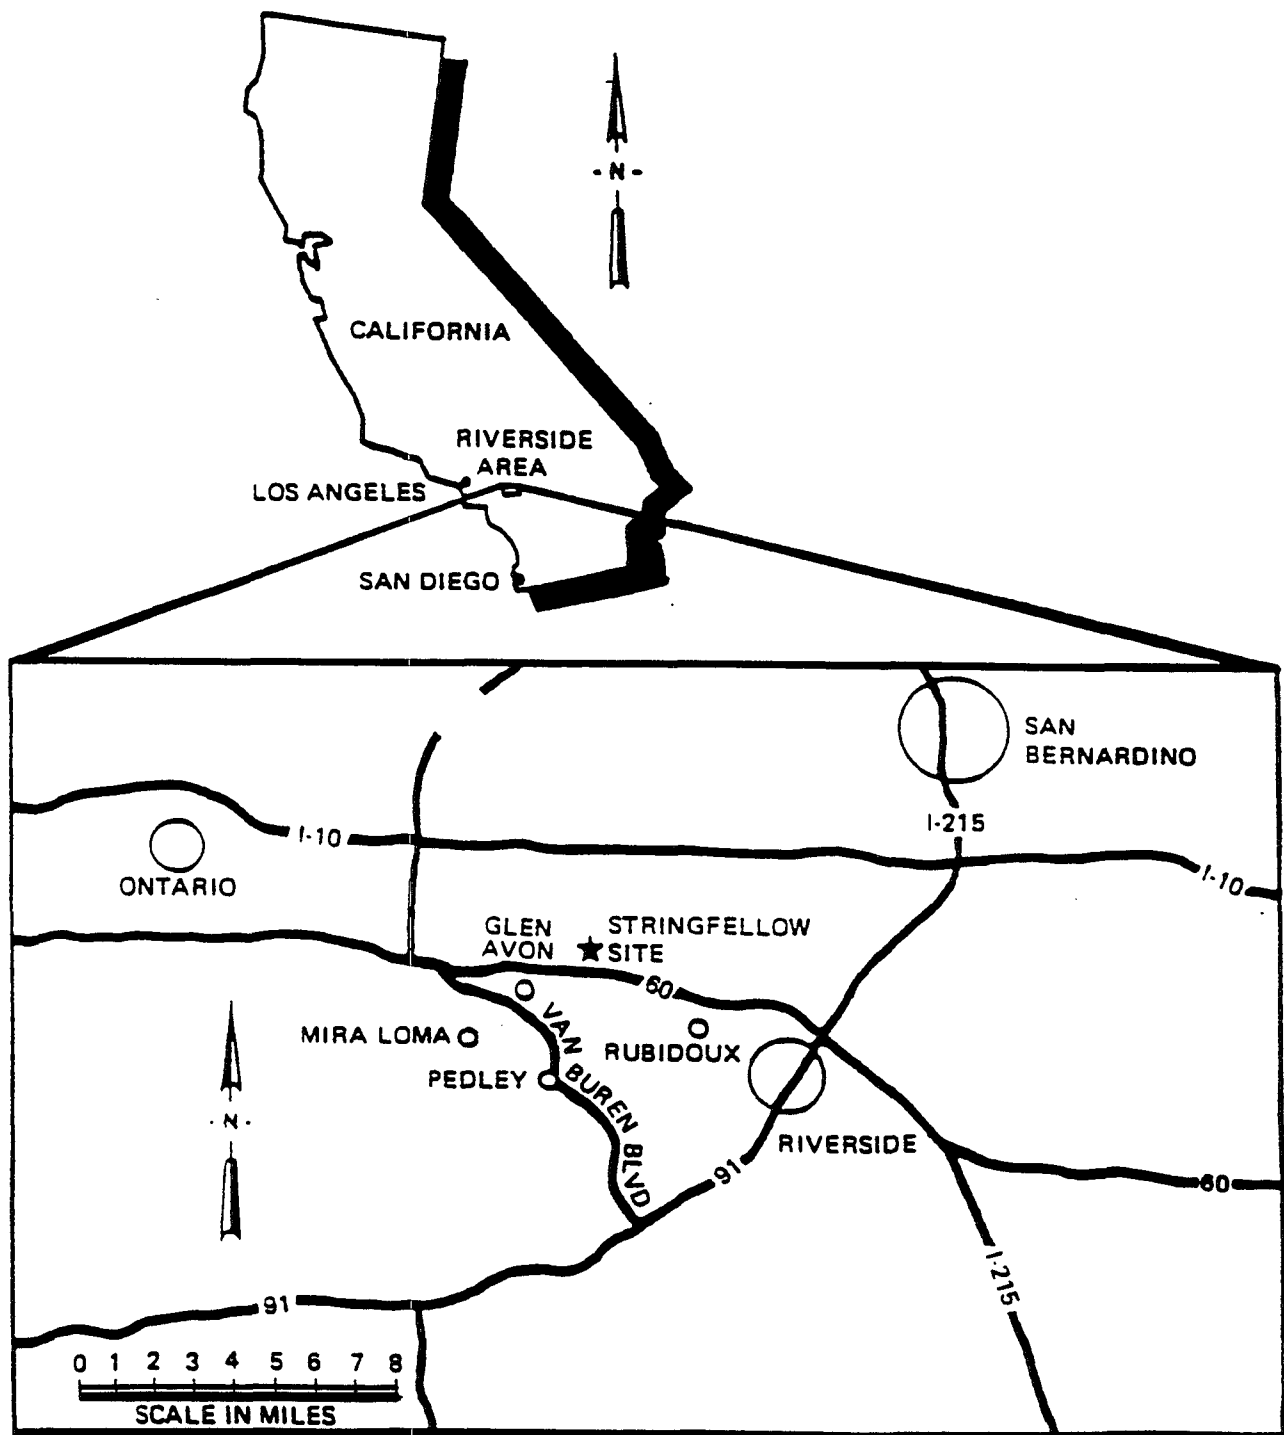 - N -
CALIFORNIA
RIVERSIDE
AREA
LOS ANGELES
SAN DIEGO
SAN
BERNARDINO
I-215
I-10
I-10
ONTARIO
GLEN
AVON
STRINGFELLOW
SITE
60
MIRA LOMA
RUBIDOUX
PEDLEY
VAN BUREN BLVD
- N -
RIVERSIDE
91
60
I-215
91
0 1 2 3 4 5 6 7 8
SCALE IN MILES